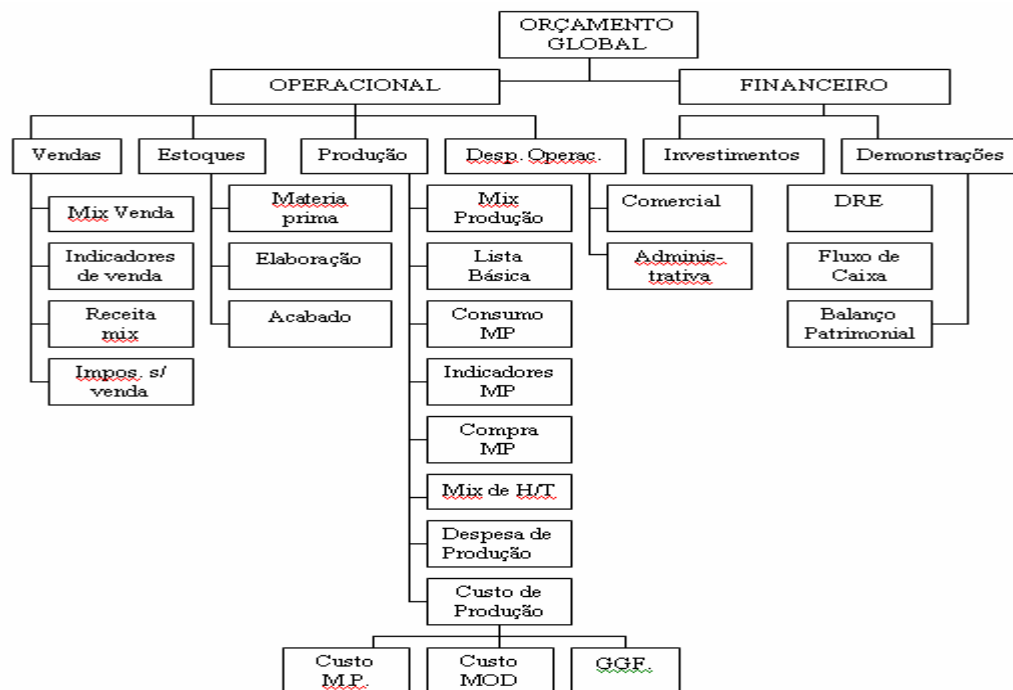 ORÇAMENTO
GLOBAL
OPERACIONAL
FINANCEIRO
Vendas
Estoques
Produção
Desp. Operac.
Investimentos
Demonstrações
Mix Venda
Indicadores
de venda
Receita
mix
Impos. s/
venda
Materia
prima
Elaboração
Acabado
Mix
Produção
Lista
Básica
Consumo
MP
Indicadores
MP
Compra
MP
Mix de H/T
Despesa de
Produção
Custo de
Produção
Custo
M.P.
Custo
MOD
GGF.
Comercial
Adminis-
trativa
DRE
Fluxo de
Caixa
Balanço
Patrimonial